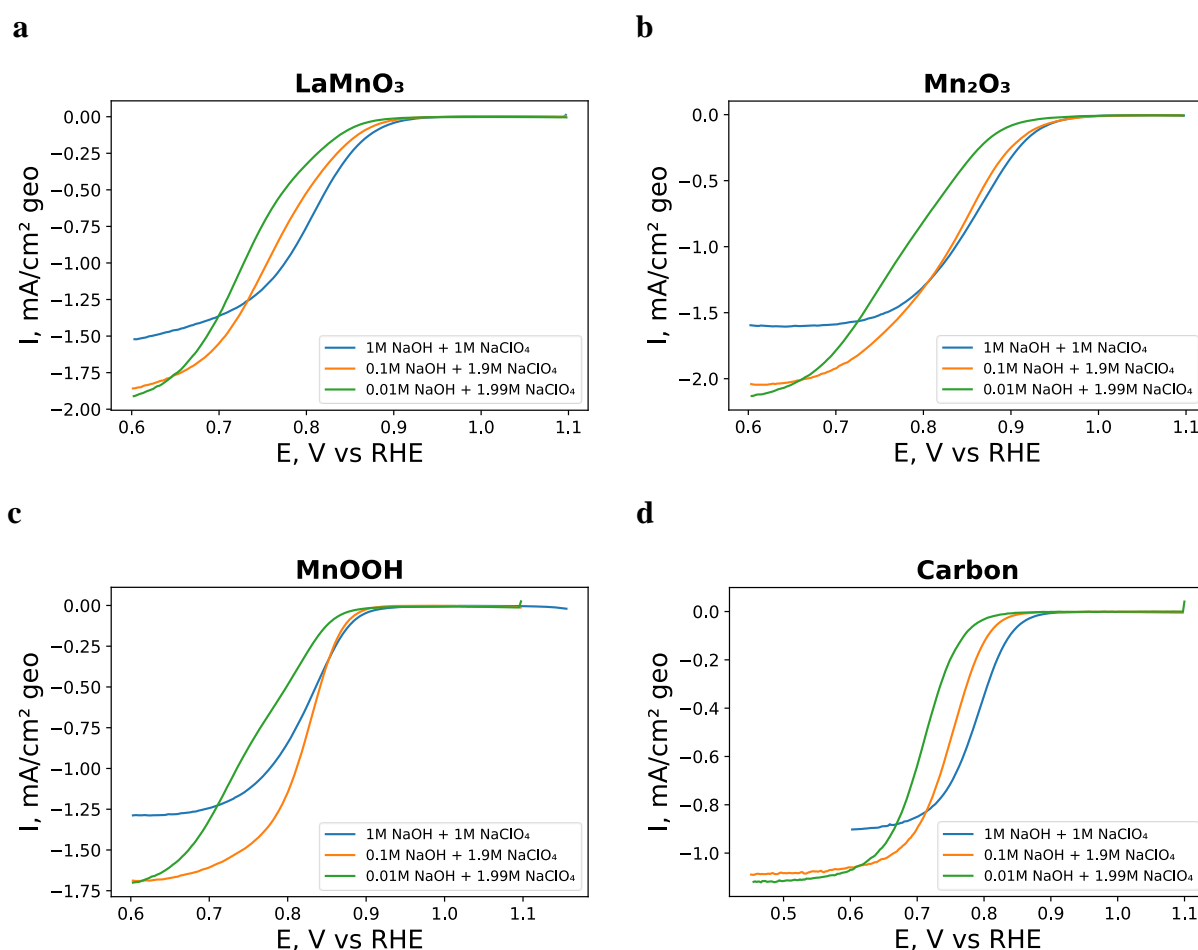 a
LaMnO₃
I, mA/cm² geo
0.00
−0.25
−0.50
−0.75
−1.00
−1.25
−1.50
−1.75
−2.00
0.6 0.7 0.8 0.9 1.0 1.1
E, V vs RHE
1M NaOH + 1M NaClO₄
0.1M NaOH + 1.9M NaClO₄
0.01M NaOH + 1.99M NaClO₄
b
Mn₂O₃
I, mA/cm² geo
0.0
−0.5
−1.0
−1.5
−2.0
0.6 0.7 0.8 0.9 1.0 1.1
E, V vs RHE
1M NaOH + 1M NaClO₄
0.1M NaOH + 1.9M NaClO₄
0.01M NaOH + 1.99M NaClO₄
c
MnOOH
I, mA/cm² geo
0.00
−0.25
−0.50
−0.75
−1.00
−1.25
−1.50
−1.75
0.6 0.7 0.8 0.9 1.0 1.1
E, V vs RHE
1M NaOH + 1M NaClO₄
0.1M NaOH + 1.9M NaClO₄
0.01M NaOH + 1.99M NaClO₄
d
Carbon
I, mA/cm² geo
0.0
−0.2
−0.4
−0.6
−0.8
−1.0
0.5 0.6 0.7 0.8 0.9 1.0 1.1
E, V vs RHE
1M NaOH + 1M NaClO₄
0.1M NaOH + 1.9M NaClO₄
0.01M NaOH + 1.99M NaClO₄